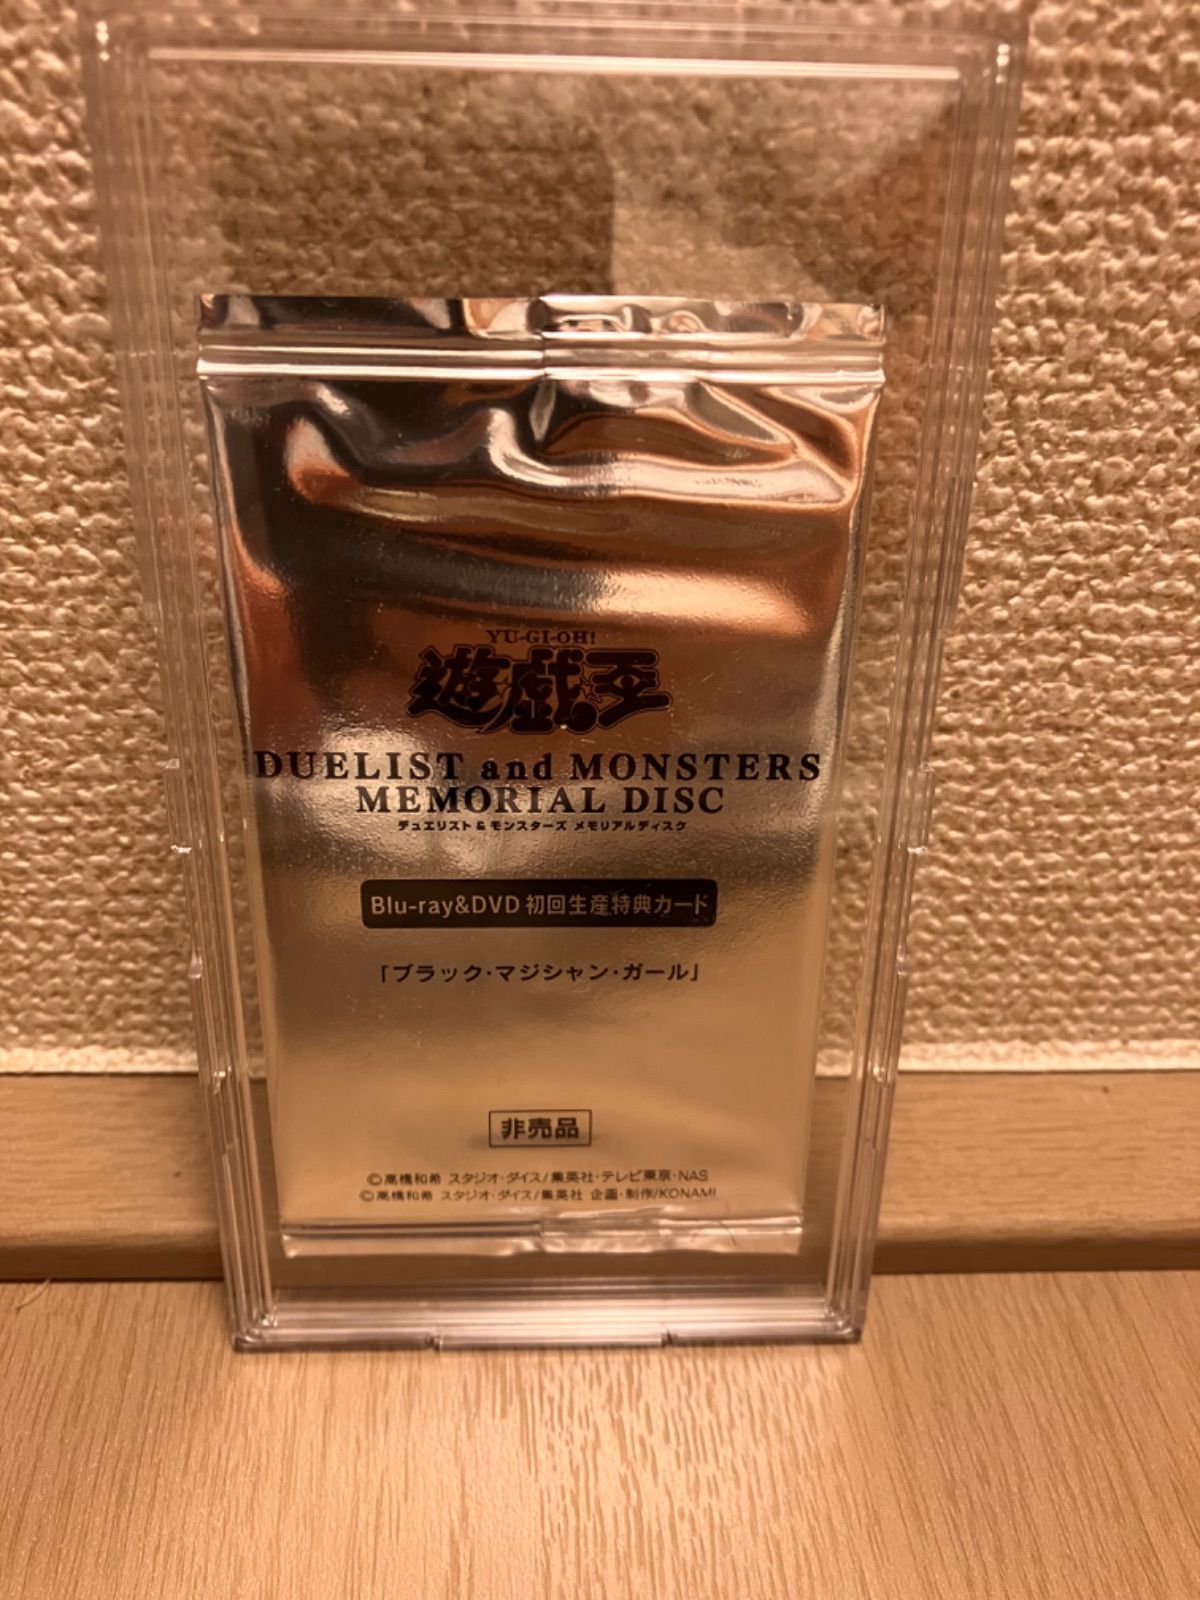 YU-GI-OH!
遊戯王
DUELIST and MONSTERS
MEMORIAL DISC
デュエリスト & モンスターズ メモリアルディスク
Blu-ray&DVD 初回生産特典カード
「ブラック・マジシャン・ガール」
非売品
©高橋和希 スタジオ・ダイス/集英社・テレビ東京・NAS
©高橋和希 スタジオ・ダイス/集英社 企画・制作/KONAMI